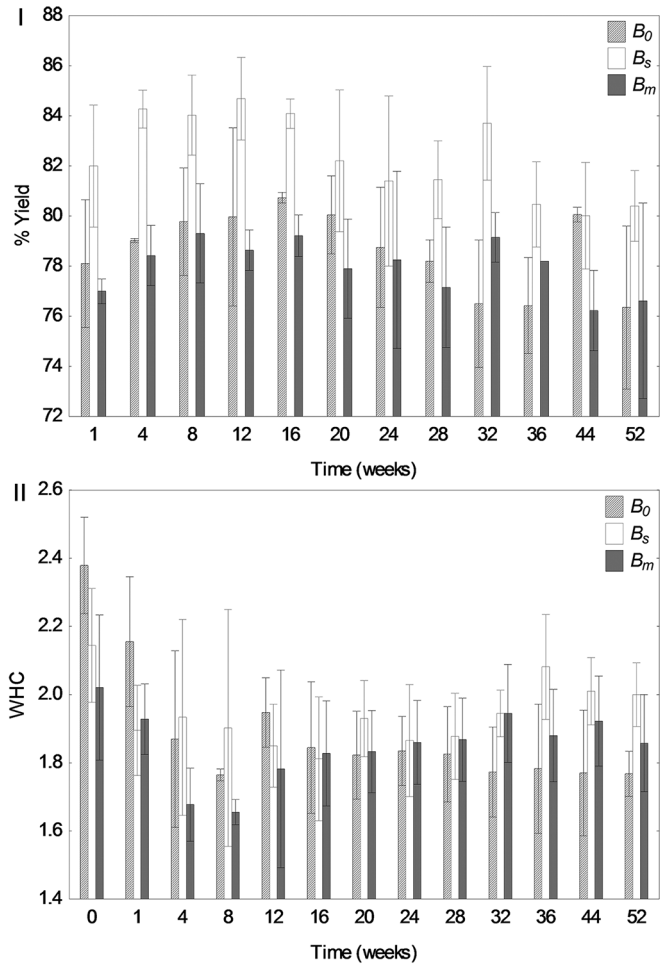 I
88
86
84
82
80
78
76
74
72
% Yield
B0
Bs
Bm
1 4 8 12 16 20 24 28 32 36 44 52
Time (weeks)
II
2.6
2.4
2.2
2.0
1.8
1.6
1.4
WHC
B0
Bs
Bm
0 1 4 8 12 16 20 24 28 32 36 44 52
Time (weeks)